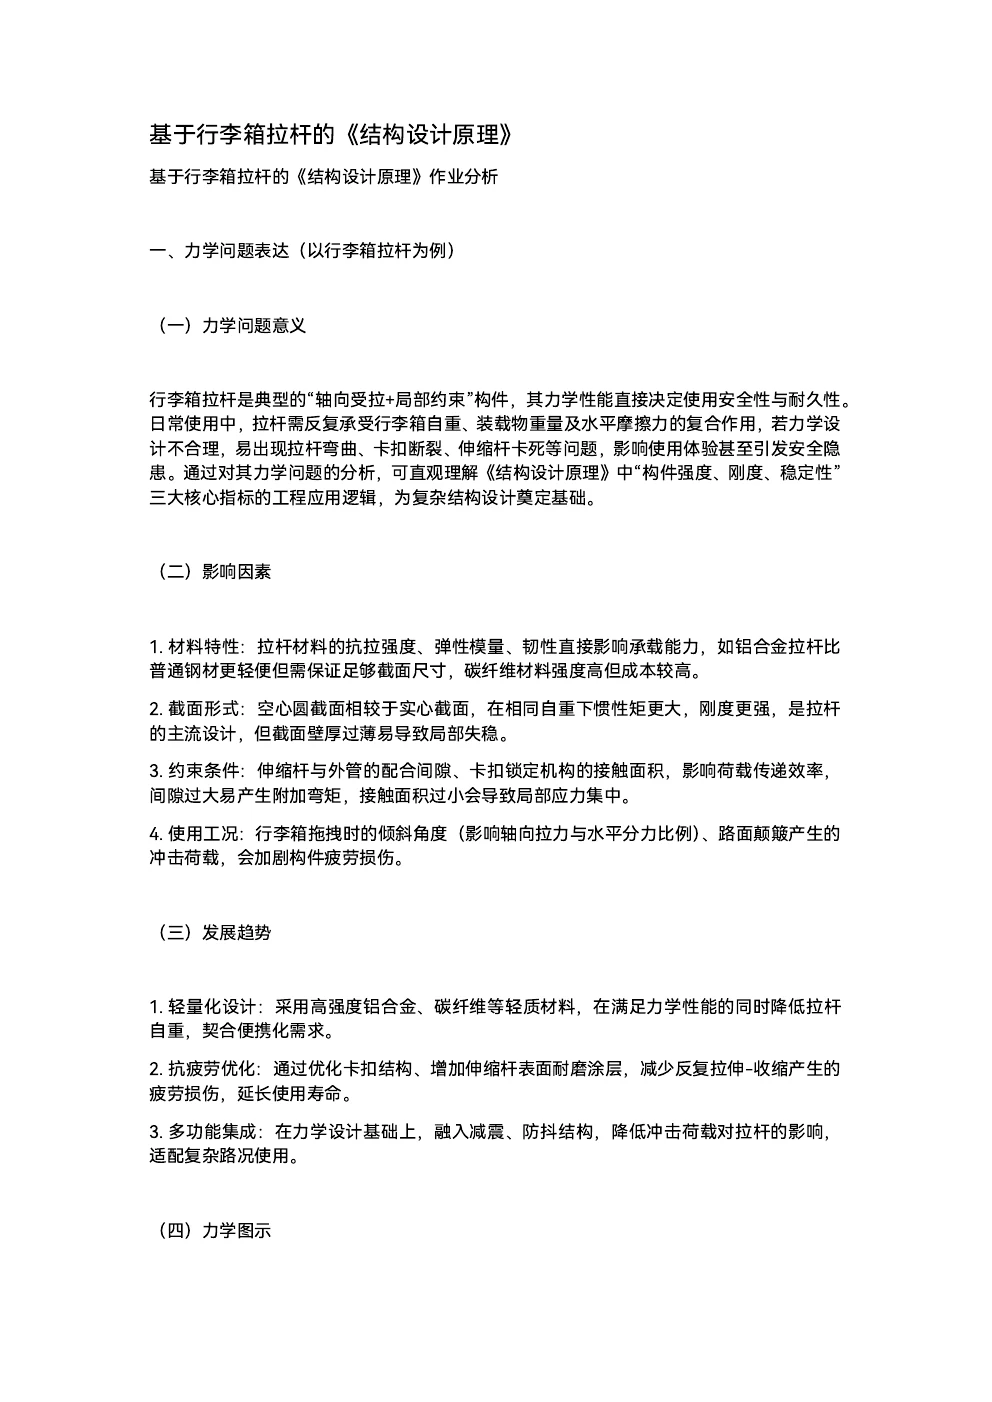 基于行李箱拉杆的《结构设计原理》
基于行李箱拉杆的《结构设计原理》作业分析
一、力学问题表达（以行李箱拉杆为例）
（一）力学问题意义
行李箱拉杆是典型的“轴向受拉+局部约束”构件，其力学性能直接决定使用安全性与耐久性。
日常使用中，拉杆需反复承受行李箱自重、装载物重量及水平摩擦力的复合作用，若力学设
计不合理，易出现拉杆弯曲、卡扣断裂、伸缩杆卡死等问题，影响使用体验甚至引发安全隐
患。通过对其力学问题的分析，可直观理解《结构设计原理》中“构件强度、刚度、稳定性”
三大核心指标的工程应用逻辑，为复杂结构设计奠定基础。
（二）影响因素
1. 材料特性：拉杆材料的抗拉强度、弹性模量、韧性直接影响承载能力，如铝合金拉杆比
普通钢材更轻便但需保证足够截面尺寸，碳纤维材料强度高但成本较高。
2. 截面形式：空心圆截面相较于实心截面，在相同自重下惯性矩更大，刚度更强，是拉杆
的主流设计，但截面壁厚过薄易导致局部失稳。
3. 约束条件：伸缩杆与外管的配合间隙、卡扣锁定机构的接触面积，影响荷载传递效率，
间隙过大易产生附加弯矩，接触面积过小会导致局部应力集中。
4. 使用工况：行李箱拖拽时的倾斜角度（影响轴向拉力与水平分力比例）、路面颠簸产生的
冲击荷载，会加剧构件疲劳损伤。
（三）发展趋势
1. 轻量化设计：采用高强度铝合金、碳纤维等轻质材料，在满足力学性能的同时降低拉杆
自重，契合便携化需求。
2. 抗疲劳优化：通过优化卡扣结构、增加伸缩杆表面耐磨涂层，减少反复拉伸-收缩产生的
疲劳损伤，延长使用寿命。
3. 多功能集成：在力学设计基础上，融入减震、防抖结构，降低冲击荷载对拉杆的影响，
适配复杂路况使用。
（四）力学图示